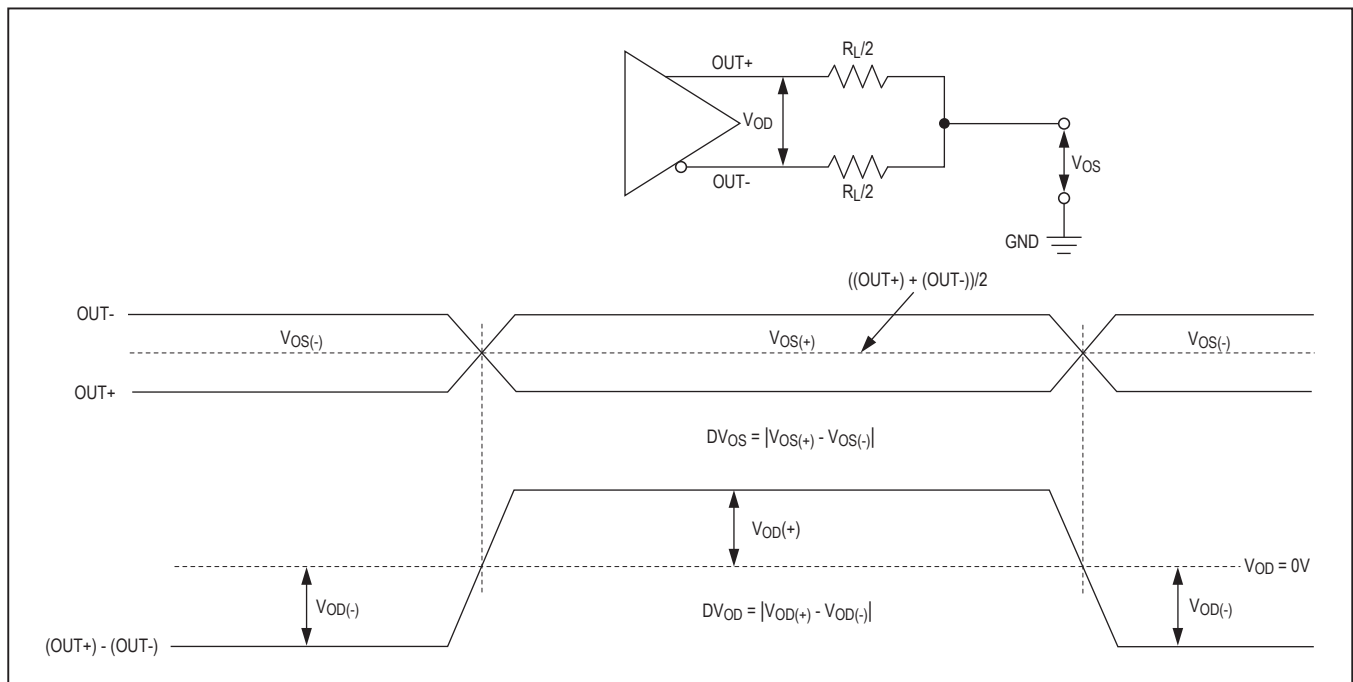 OUT+
RL/2
VOD
OUT-
RL/2
VOS
GND
((OUT+) + (OUT-))/2
OUT-
VOS(-)
VOS(+)
VOS(-)
OUT+
DVOS = |VOS(+) - VOS(-)|
VOD(+)
VOD = 0V
VOD(-)
DVOD = |VOD(+) - VOD(-)|
VOD(-)
(OUT+) - (OUT-)